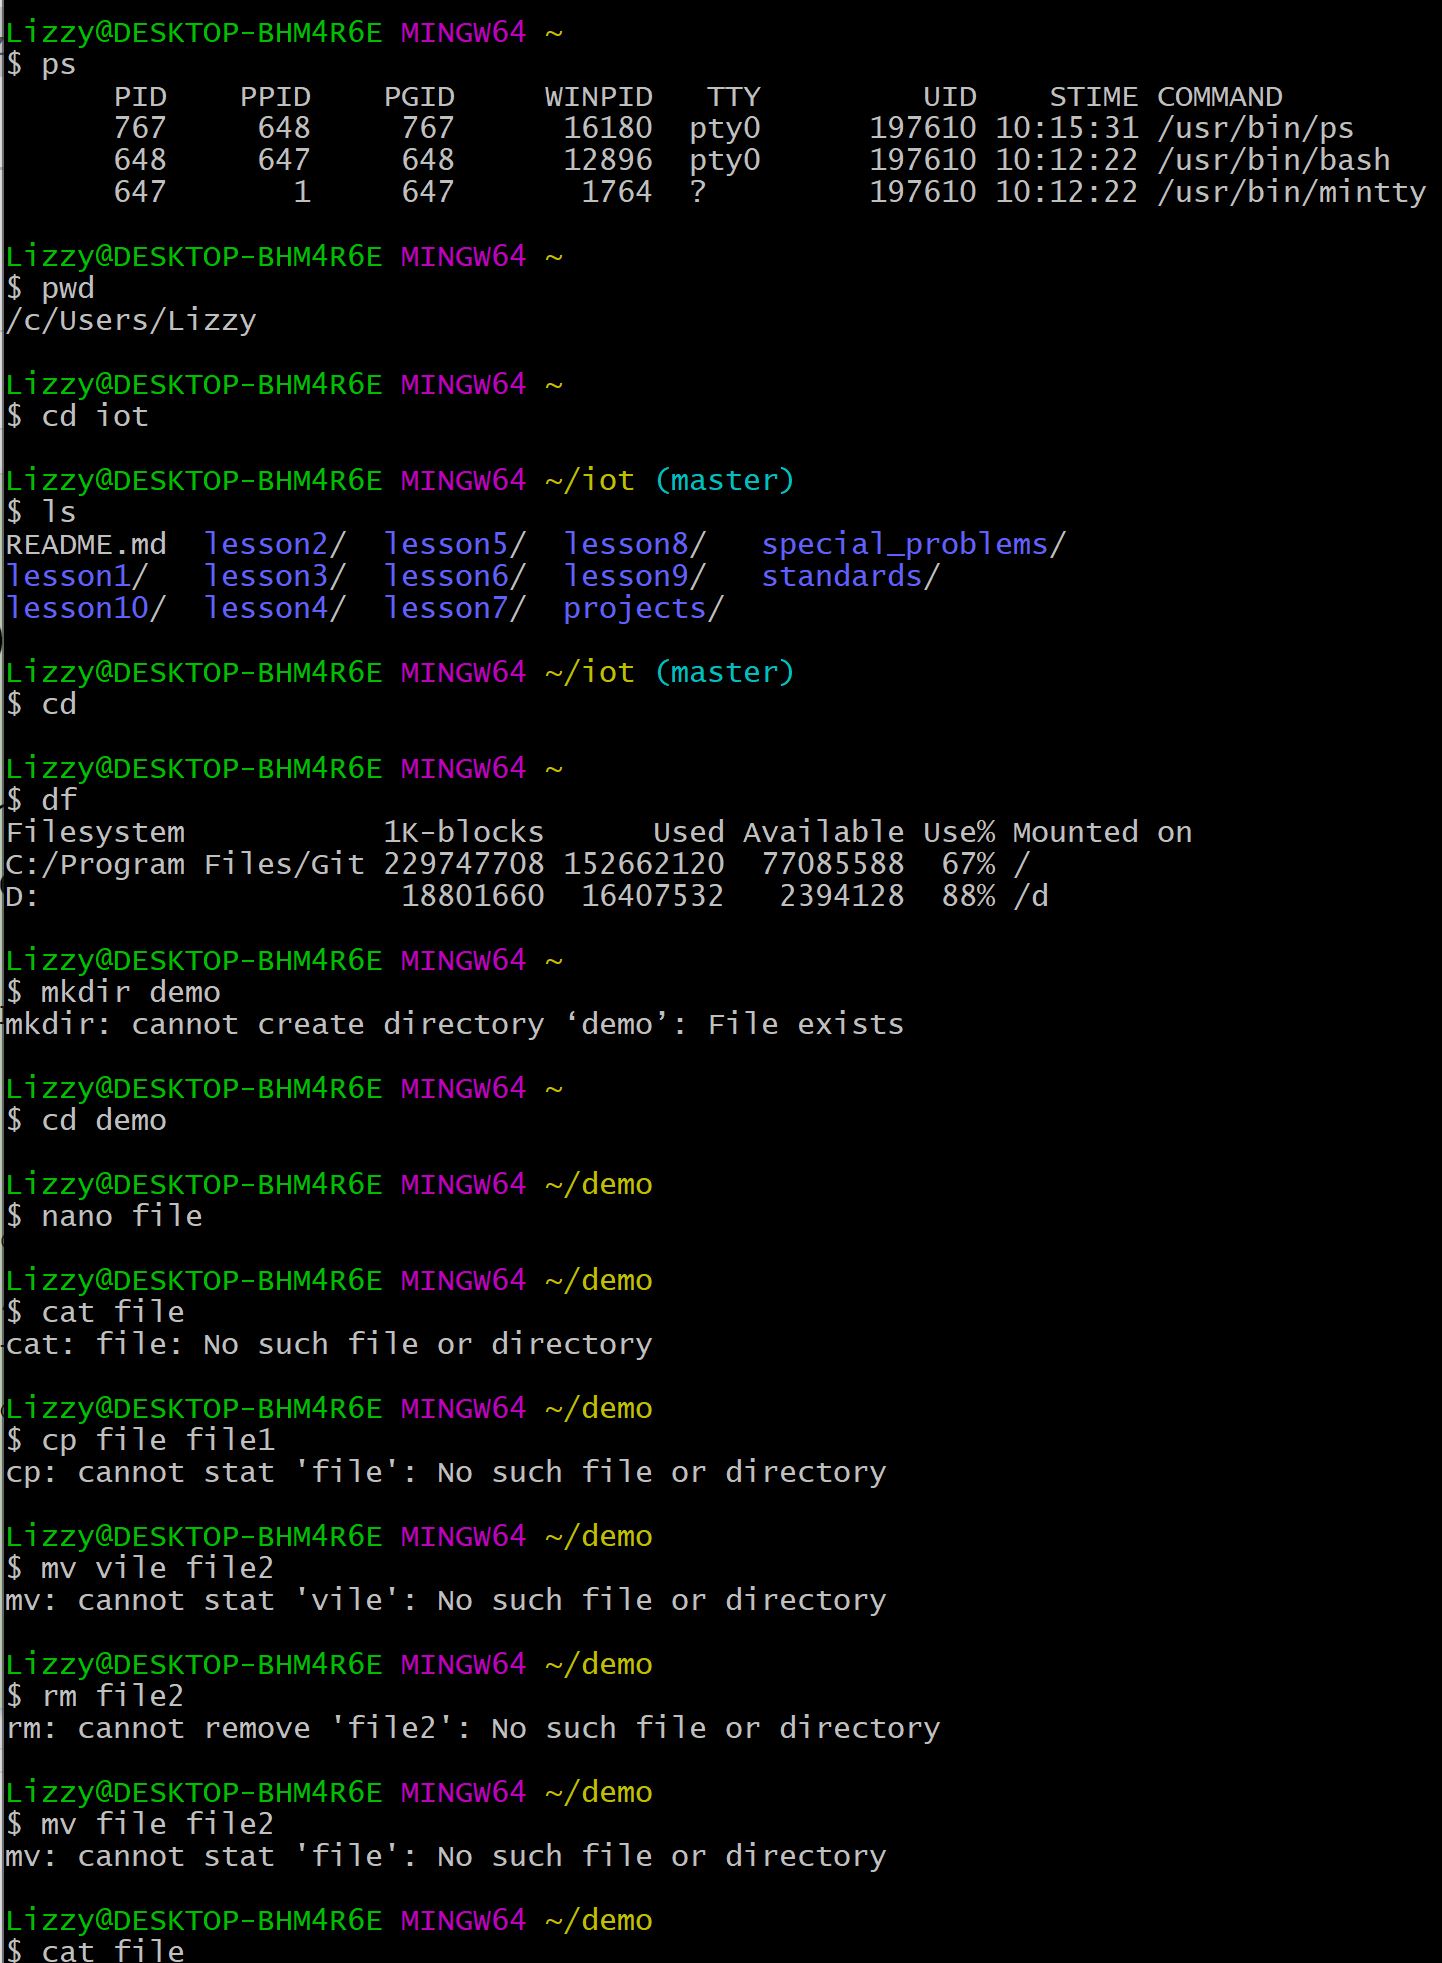 Lizzy@DESKTOP-BHM4R6E MINGW64 ~
$ ps
      PID    PPID    PGID     WINPID   TTY         UID    STIME COMMAND
      767     648     767      16180  pty0      197610 10:15:31 /usr/bin/ps
      648     647     648      12896  pty0      197610 10:12:22 /usr/bin/bash
      647       1     647       1764  ?         197610 10:12:22 /usr/bin/mintty

Lizzy@DESKTOP-BHM4R6E MINGW64 ~
$ pwd
/c/Users/Lizzy

Lizzy@DESKTOP-BHM4R6E MINGW64 ~
$ cd iot

Lizzy@DESKTOP-BHM4R6E MINGW64 ~/iot (master)
$ ls
README.md  lesson2/  lesson5/  lesson8/   special_problems/
lesson1/   lesson3/  lesson6/  lesson9/   standards/
lesson10/  lesson4/  lesson7/  projects/

Lizzy@DESKTOP-BHM4R6E MINGW64 ~/iot (master)
$ cd

Lizzy@DESKTOP-BHM4R6E MINGW64 ~
$ df
Filesystem           1K-blocks      Used Available Use% Mounted on
C:/Program Files/Git 229747708 152662120  77085588  67% /
D:                    18801660  16407532   2394128  88% /d

Lizzy@DESKTOP-BHM4R6E MINGW64 ~
$ mkdir demo
mkdir: cannot create directory ‘demo’: File exists

Lizzy@DESKTOP-BHM4R6E MINGW64 ~
$ cd demo

Lizzy@DESKTOP-BHM4R6E MINGW64 ~/demo
$ nano file

Lizzy@DESKTOP-BHM4R6E MINGW64 ~/demo
$ cat file
cat: file: No such file or directory

Lizzy@DESKTOP-BHM4R6E MINGW64 ~/demo
$ cp file file1
cp: cannot stat 'file': No such file or directory

Lizzy@DESKTOP-BHM4R6E MINGW64 ~/demo
$ mv vile file2
mv: cannot stat 'vile': No such file or directory

Lizzy@DESKTOP-BHM4R6E MINGW64 ~/demo
$ rm file2
rm: cannot remove 'file2': No such file or directory

Lizzy@DESKTOP-BHM4R6E MINGW64 ~/demo
$ mv file file2
mv: cannot stat 'file': No such file or directory

Lizzy@DESKTOP-BHM4R6E MINGW64 ~/demo
$ cat file